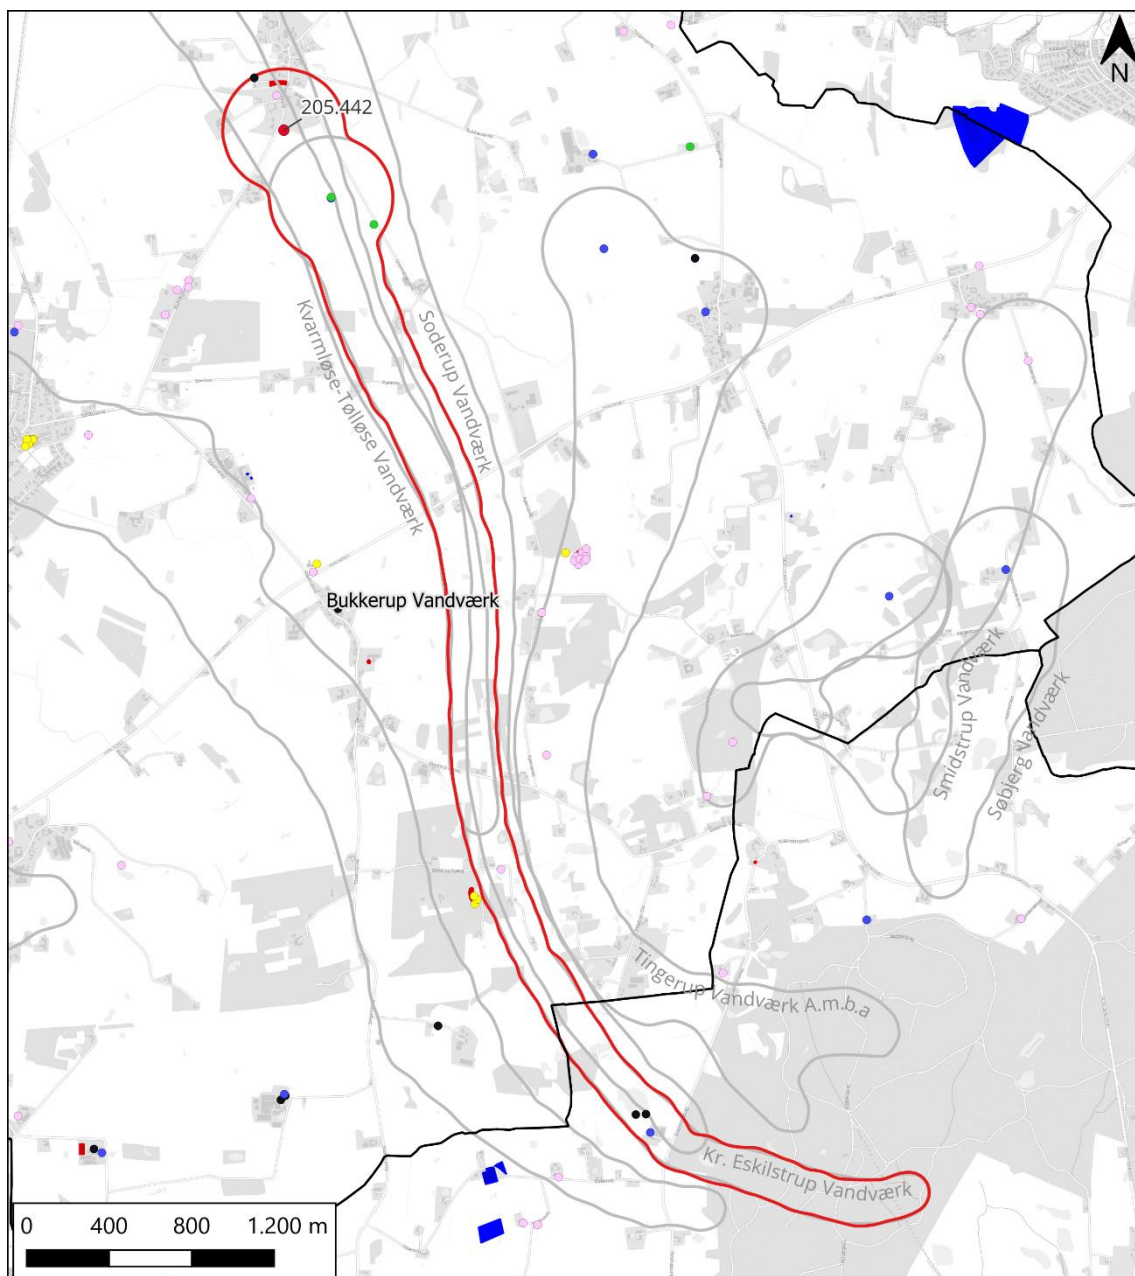 N
205.442
Kvarmløse-Tølløse Vandværk
Soderup Vandværk
Bukkerup Vandværk
Smidstrup Vandværk
Søbjerg Vandværk
Tingerup Vandværk A.m.b.a
Kr. Eskilstrup Vandværk
0 400 800 1.200 m